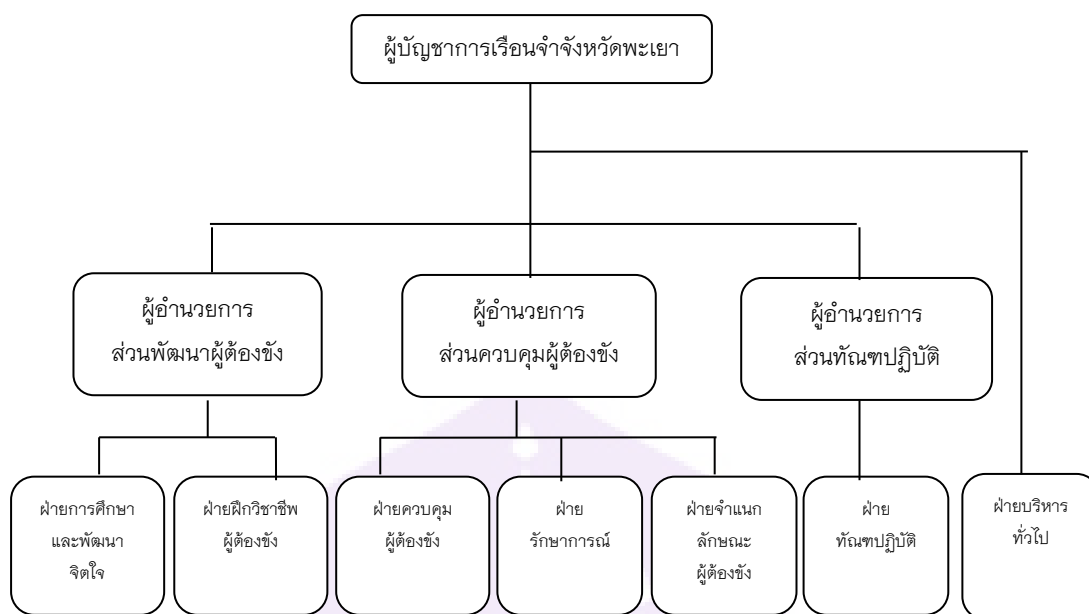 ผู้บัญชาการเรือนจำจังหวัดพะเยา
ผู้อำนวยการ
ส่วนพัฒนาผู้ต้องขัง
ผู้อำนวยการ
ส่วนควบคุมผู้ต้องขัง
ผู้อำนวยการ
ส่วนทัณฑปฏิบัติ
ฝ่ายการศึกษา
และพัฒนา
จิตใจ
ฝ่ายฝึกวิชาชีพ
ผู้ต้องขัง
ฝ่ายควบคุม
ผู้ต้องขัง
ฝ่าย
รักษาการณ์
ฝ่ายจำแนก
ลักษณะ
ผู้ต้องขัง
ฝ่าย
ทัณฑปฏิบัติ
ฝ่ายบริหาร
ทั่วไป